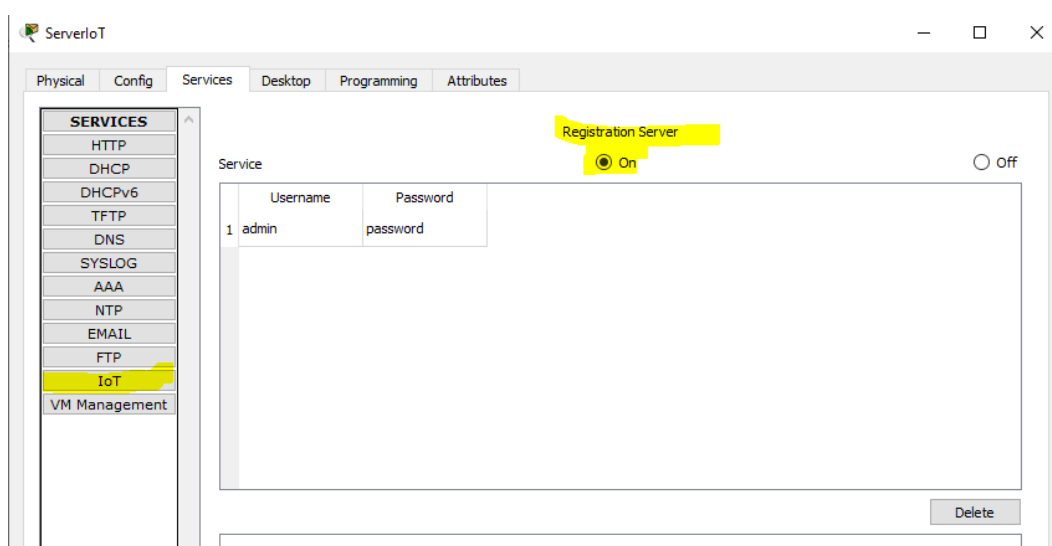 ServerIoT
Physical Config Services Desktop Programming Attributes
SERVICES
HTTP
DHCP
DHCPv6
TFTP
DNS
SYSLOG
AAA
NTP
EMAIL
FTP
IoT
VM Management
Registration Server
Service On Off
Username Password
1 admin password
Delete